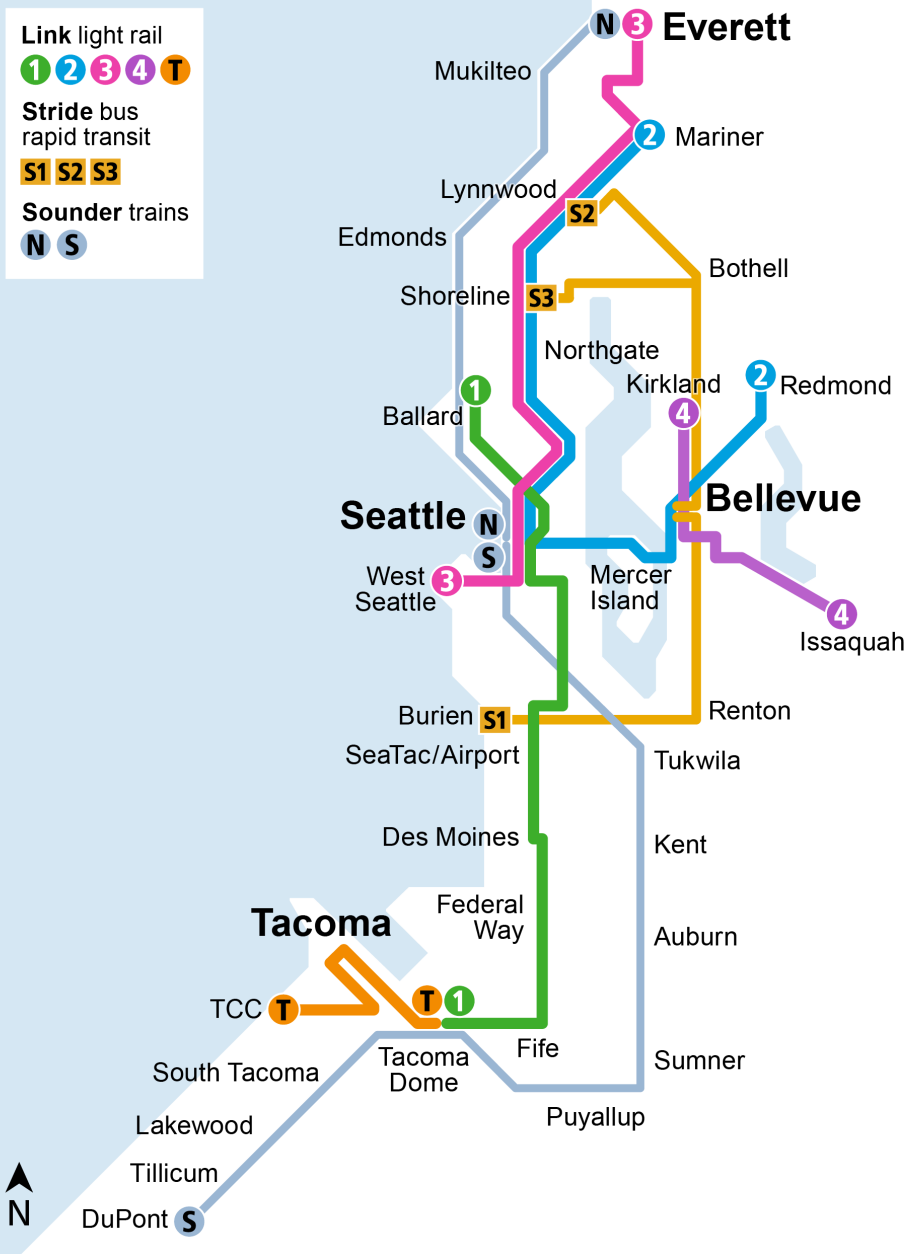 Link light rail
1 2 3 4 T
Stride bus
rapid transit
S1 S2 S3
Sounder trains
N S
N 3 Everett
Mukilteo
2 Mariner
Lynnwood
S2
Edmonds
Bothell
Shoreline S3
Northgate
Kirkland
2 Redmond
1
4
Ballard
Bellevue
Seattle N
S
West
Seattle
3
Mercer
Island
4
Issaquah
Burien S1
Renton
SeaTac/Airport
Tukwila
Des Moines
Kent
Federal
Way
Tacoma
Auburn
TCC T
T 1
Fife
Tacoma
Dome
Sumner
South Tacoma
Puyallup
Lakewood
Tillicum
DuPont S
N